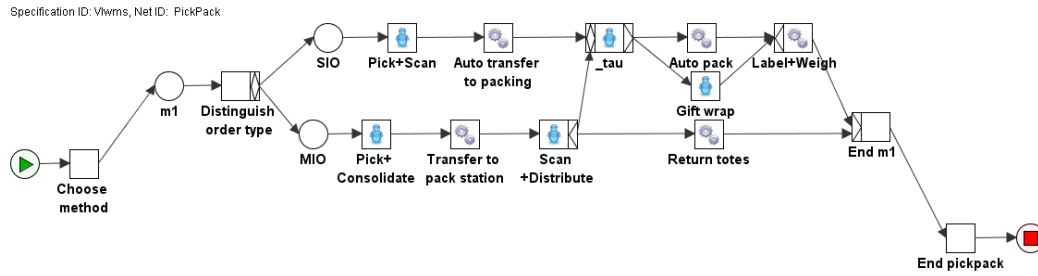 Specification ID: Vlwms, Net ID: PickPack
SIO
Pick+Scan
Auto transfer
to packing
_tau
Auto pack
Label+Weigh
m1
Distinguish
order type
Gift wrap
MIO
Pick+
Consolidate
Transfer to
pack station
Scan
+Distribute
Return totes
End m1
Choose
method
End pickpack